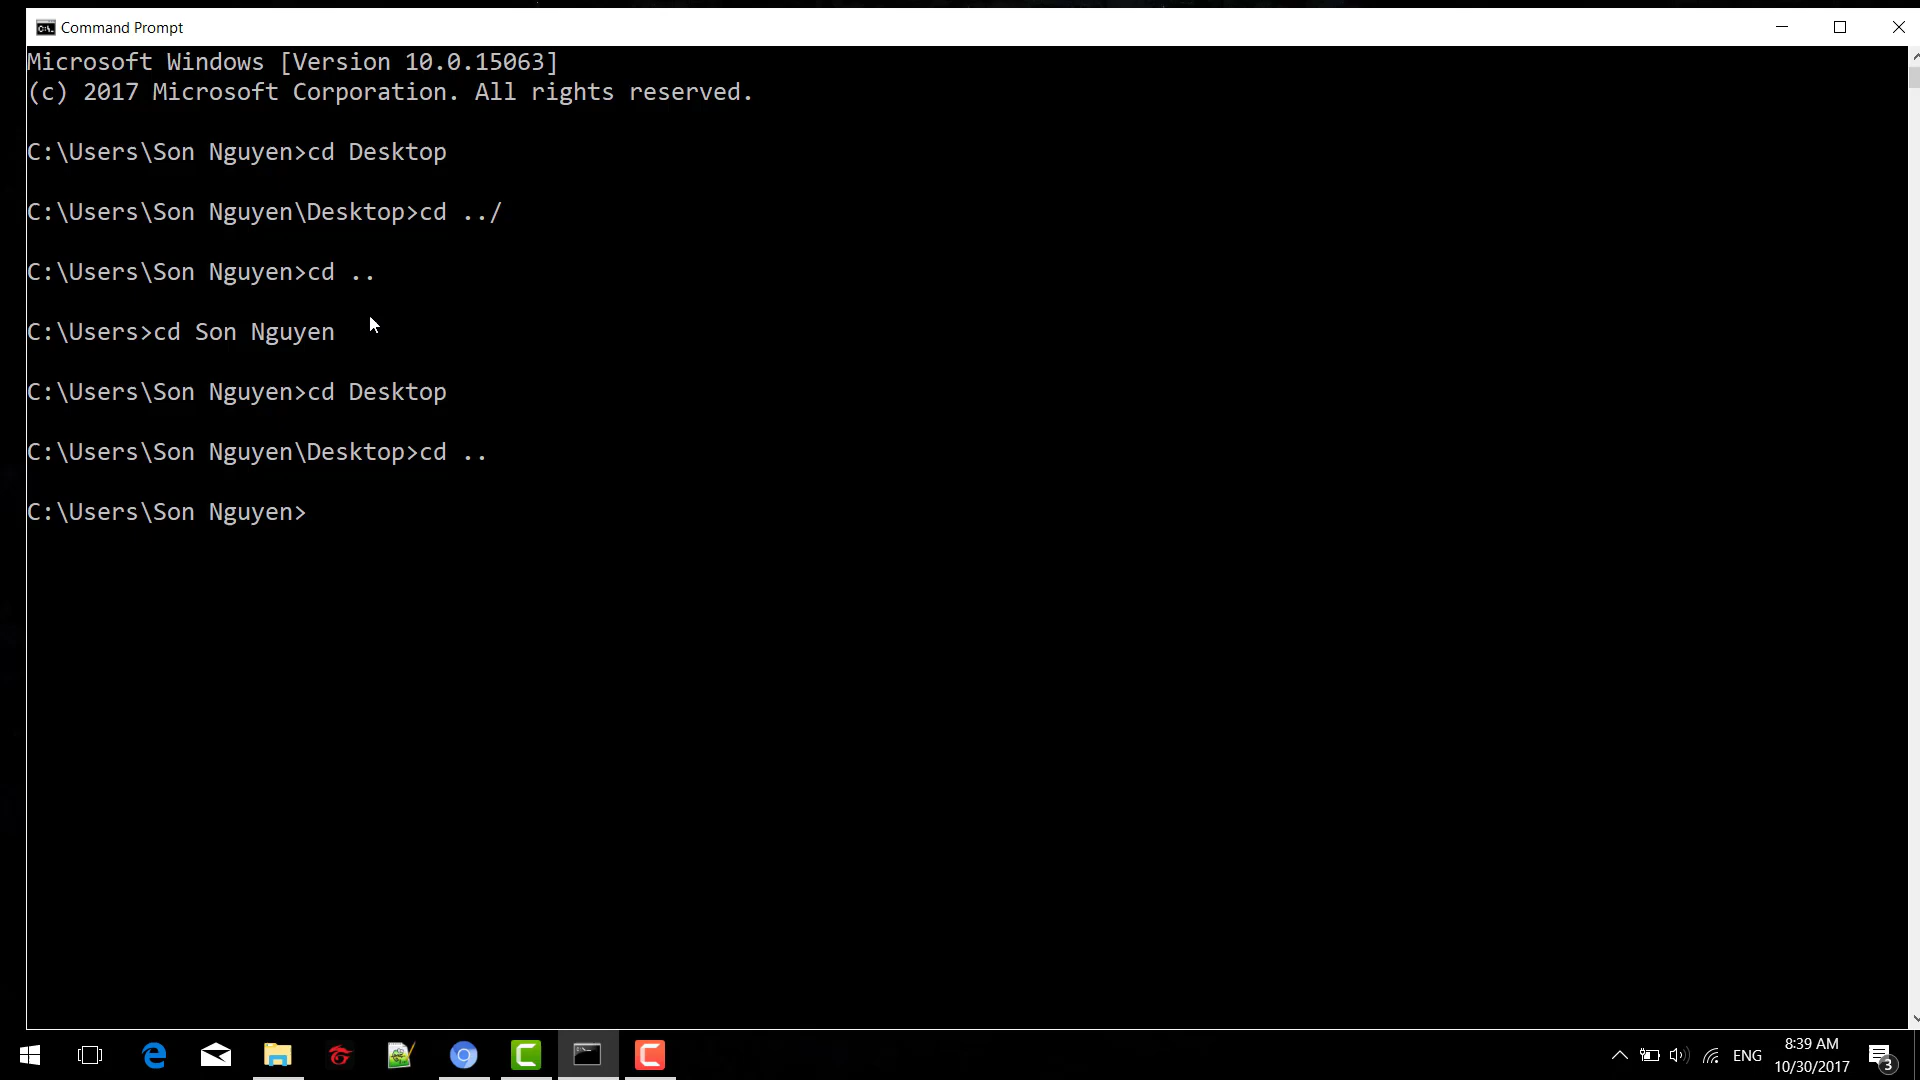 Command Prompt
Microsoft Windows [Version 10.0.15063]
(c) 2017 Microsoft Corporation. All rights reserved.
C:\Users\Son Nguyen>cd Desktop
C:\Users\Son Nguyen\Desktop>cd ../
C:\Users\Son Nguyen>cd ..
C:\Users>cd Son Nguyen
C:\Users\Son Nguyen>cd Desktop
C:\Users\Son Nguyen\Desktop>cd ..
C:\Users\Son Nguyen>
ENG
8:39 AM
10/30/2017
3